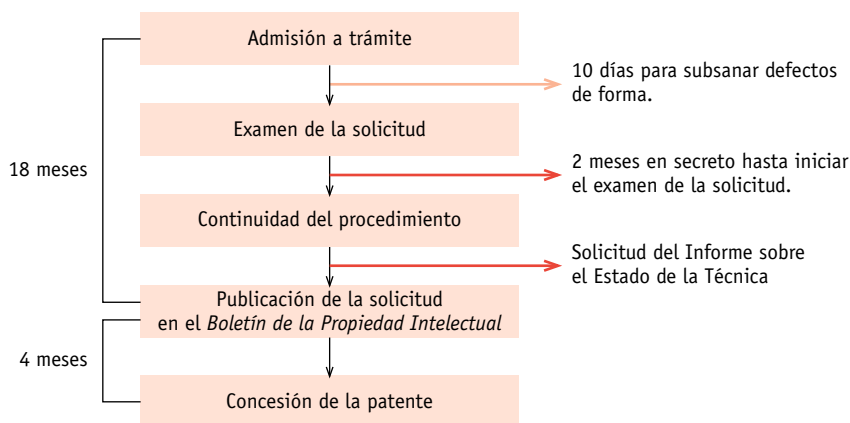 Admisión a trámite
10 días para subsanar defectos
de forma.
Examen de la solicitud
18 meses
2 meses en secreto hasta iniciar
el examen de la solicitud.
Continuidad del procedimiento
Solicitud del Informe sobre
el Estado de la Técnica
Publicación de la solicitud
en el Boletín de la Propiedad Intelectual
4 meses
Concesión de la patente